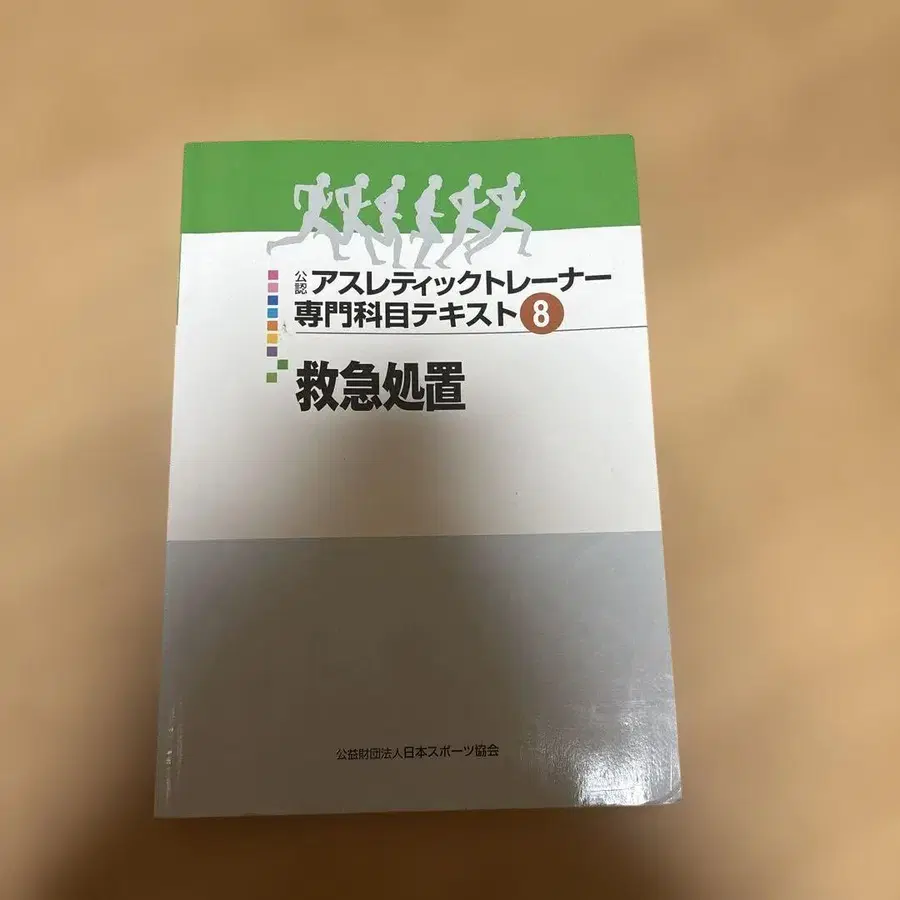 公認 アスレティックトレーナー
専門科目テキスト 8
救急処置
公益財団法人日本スポーツ協会